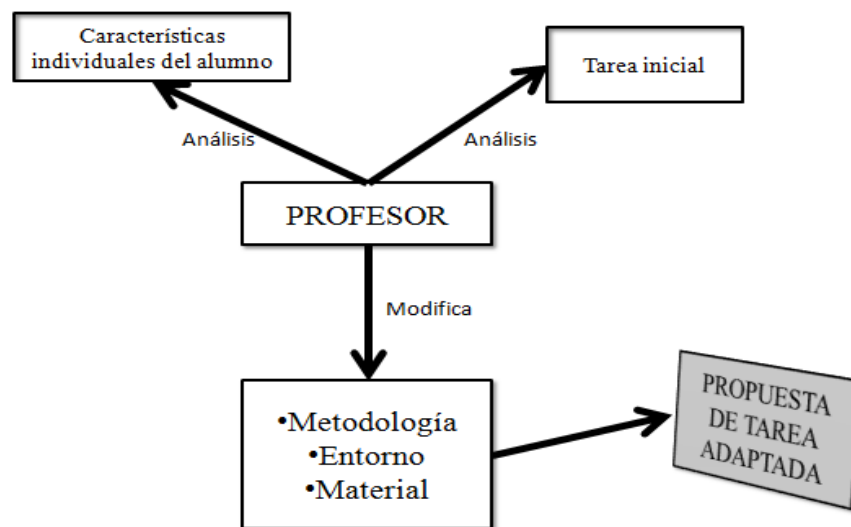 Características
individuales del alumno
Tarea inicial
Análisis
Análisis
PROFESOR
Modifica
•Metodología
•Entorno
•Material
PROPUESTA
DE TAREA
ADAPTADA